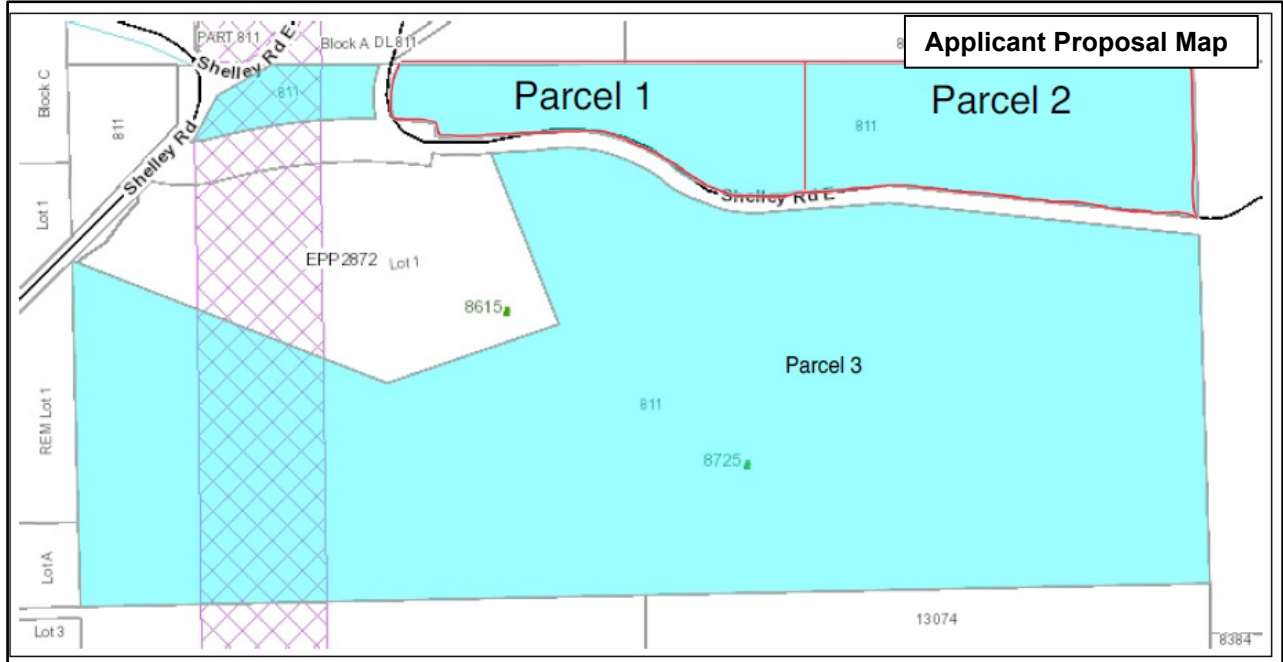 Applicant Proposal Map
PART 811
Block A DL 811
Shelley Rd E
Block C
811
811
Parcel 1
Parcel 2
811
Shelley Rd
Lot 1
Shelley Rd E
EPP2872
Lot 1
8615
Parcel 3
REM Lot 1
811
8725
Lot A
Lot 3
13074
8384